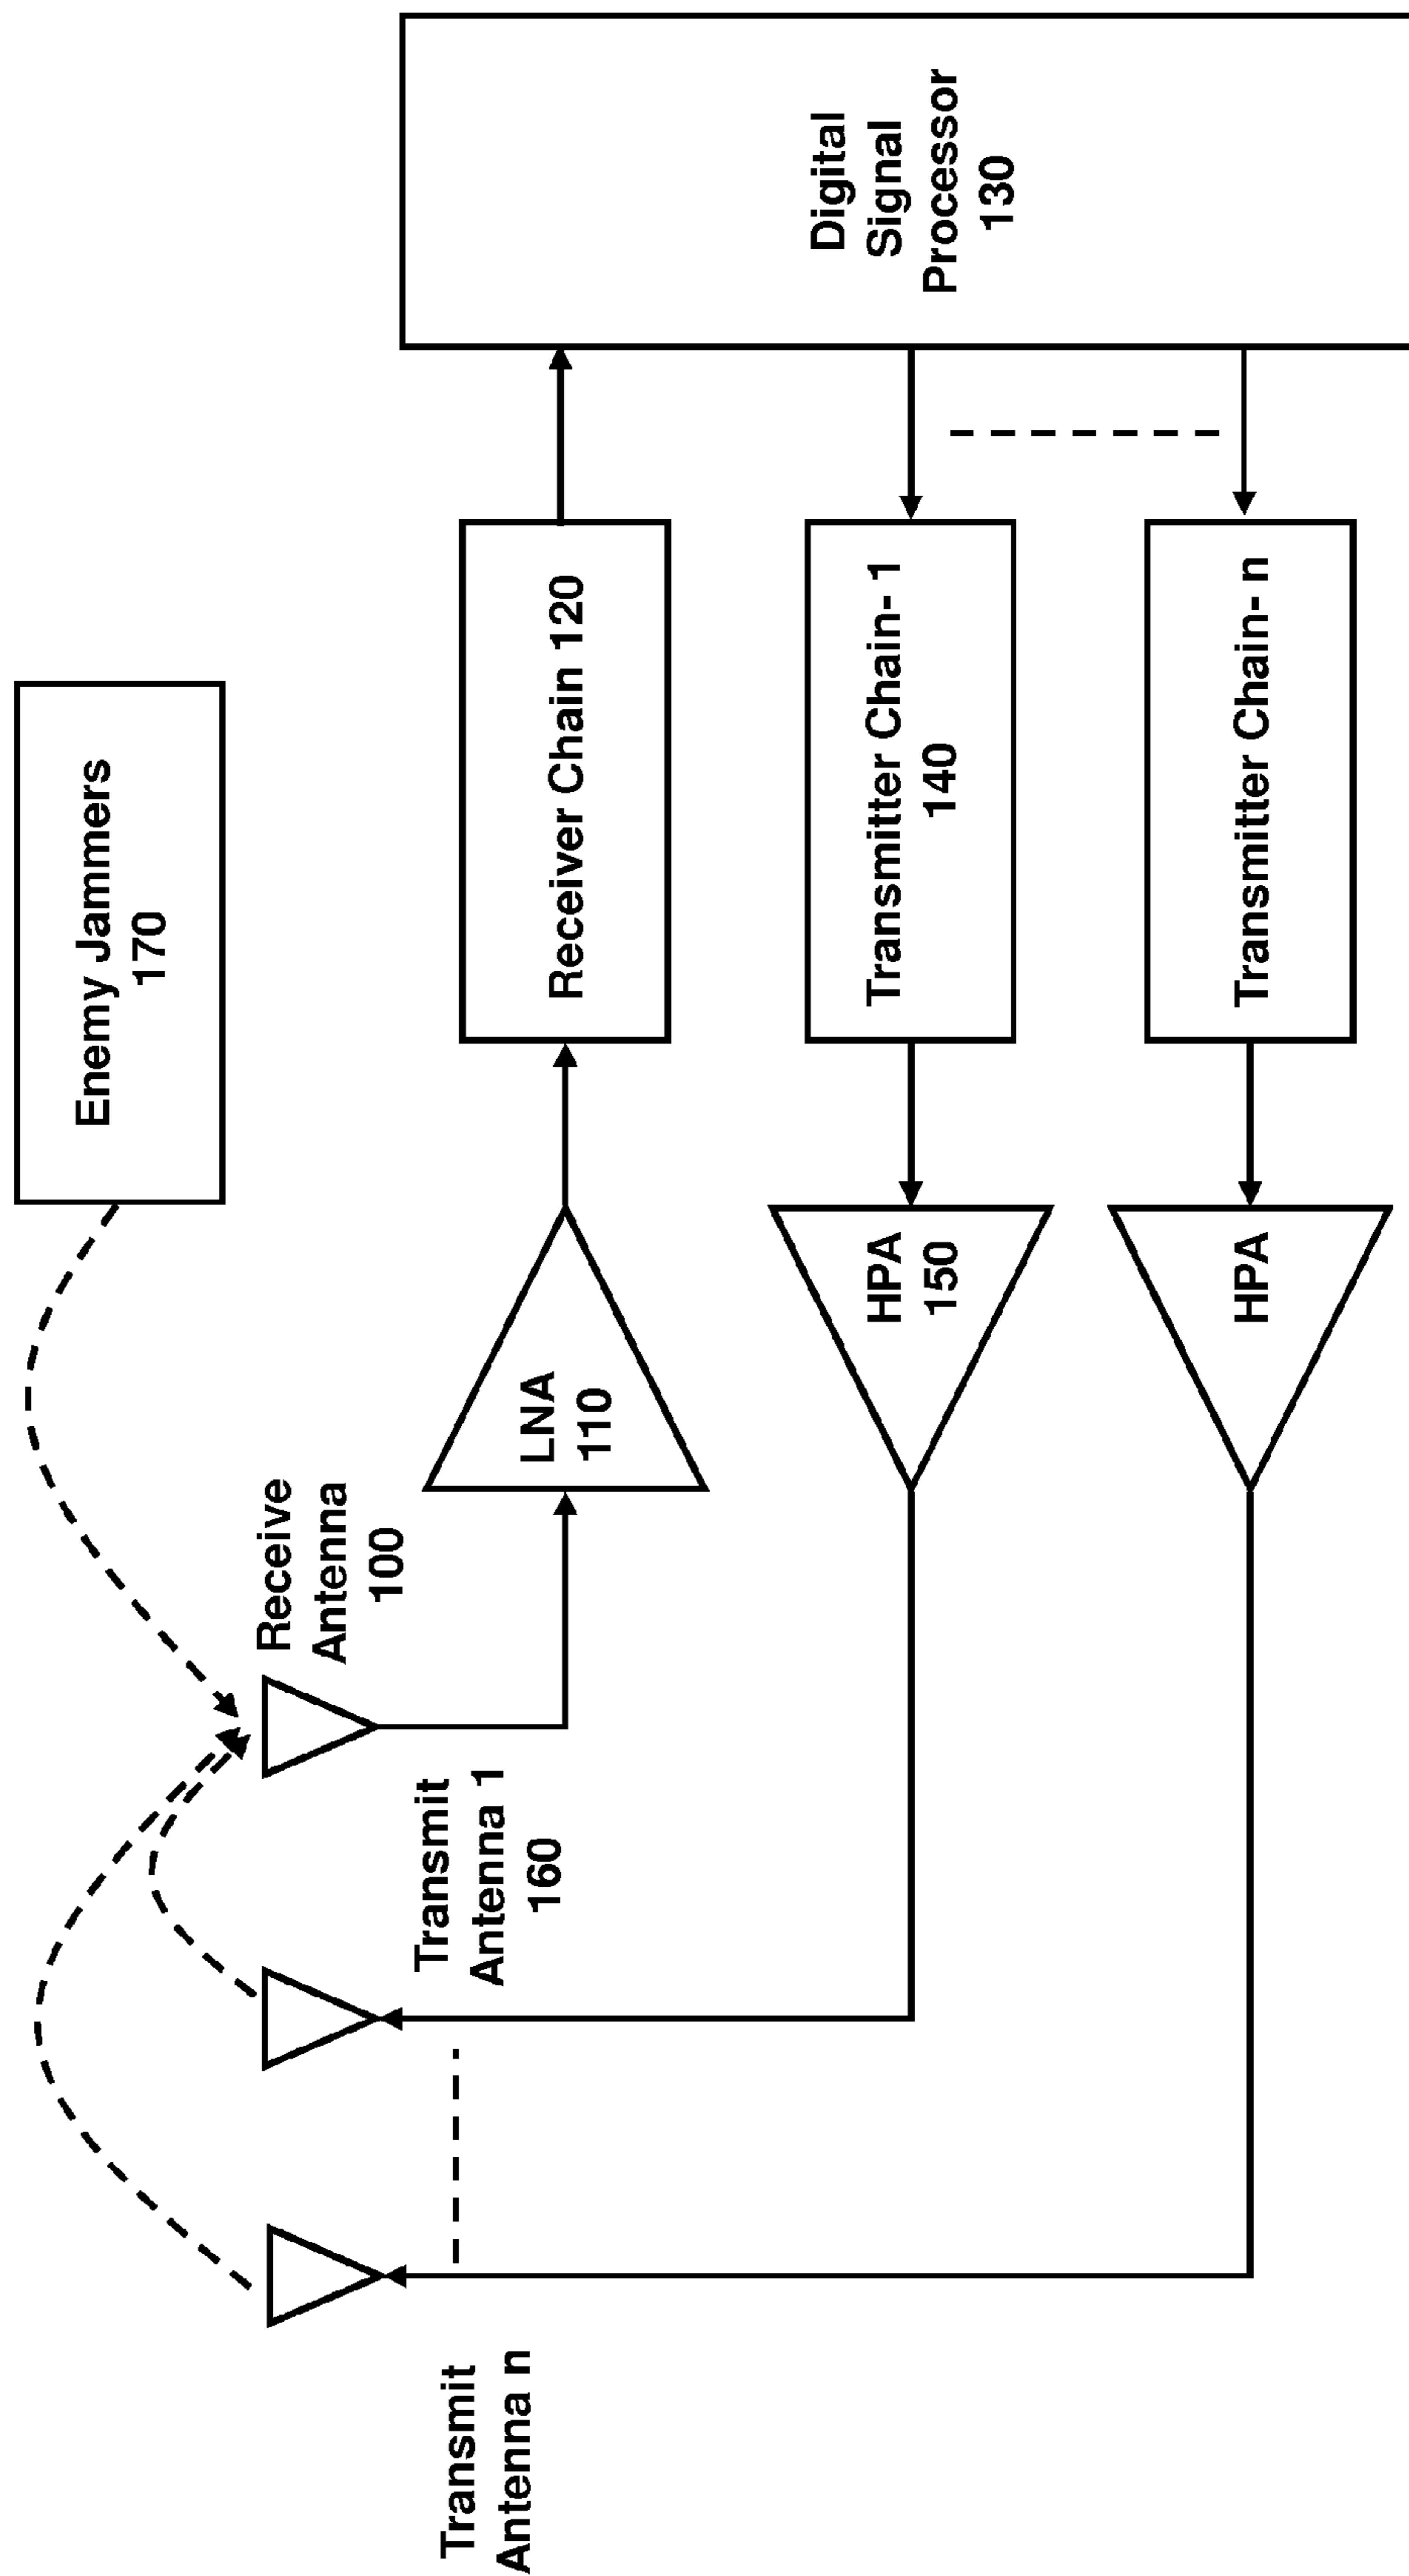 Enemy Jammers
170
Receive
Antenna
100
Transmit
Antenna 1
160
Transmit
Antenna n
LNA
110
Receiver Chain 120
Digital
Signal
Processor
130
HPA
150
Transmitter Chain- 1
140
HPA
Transmitter Chain- n